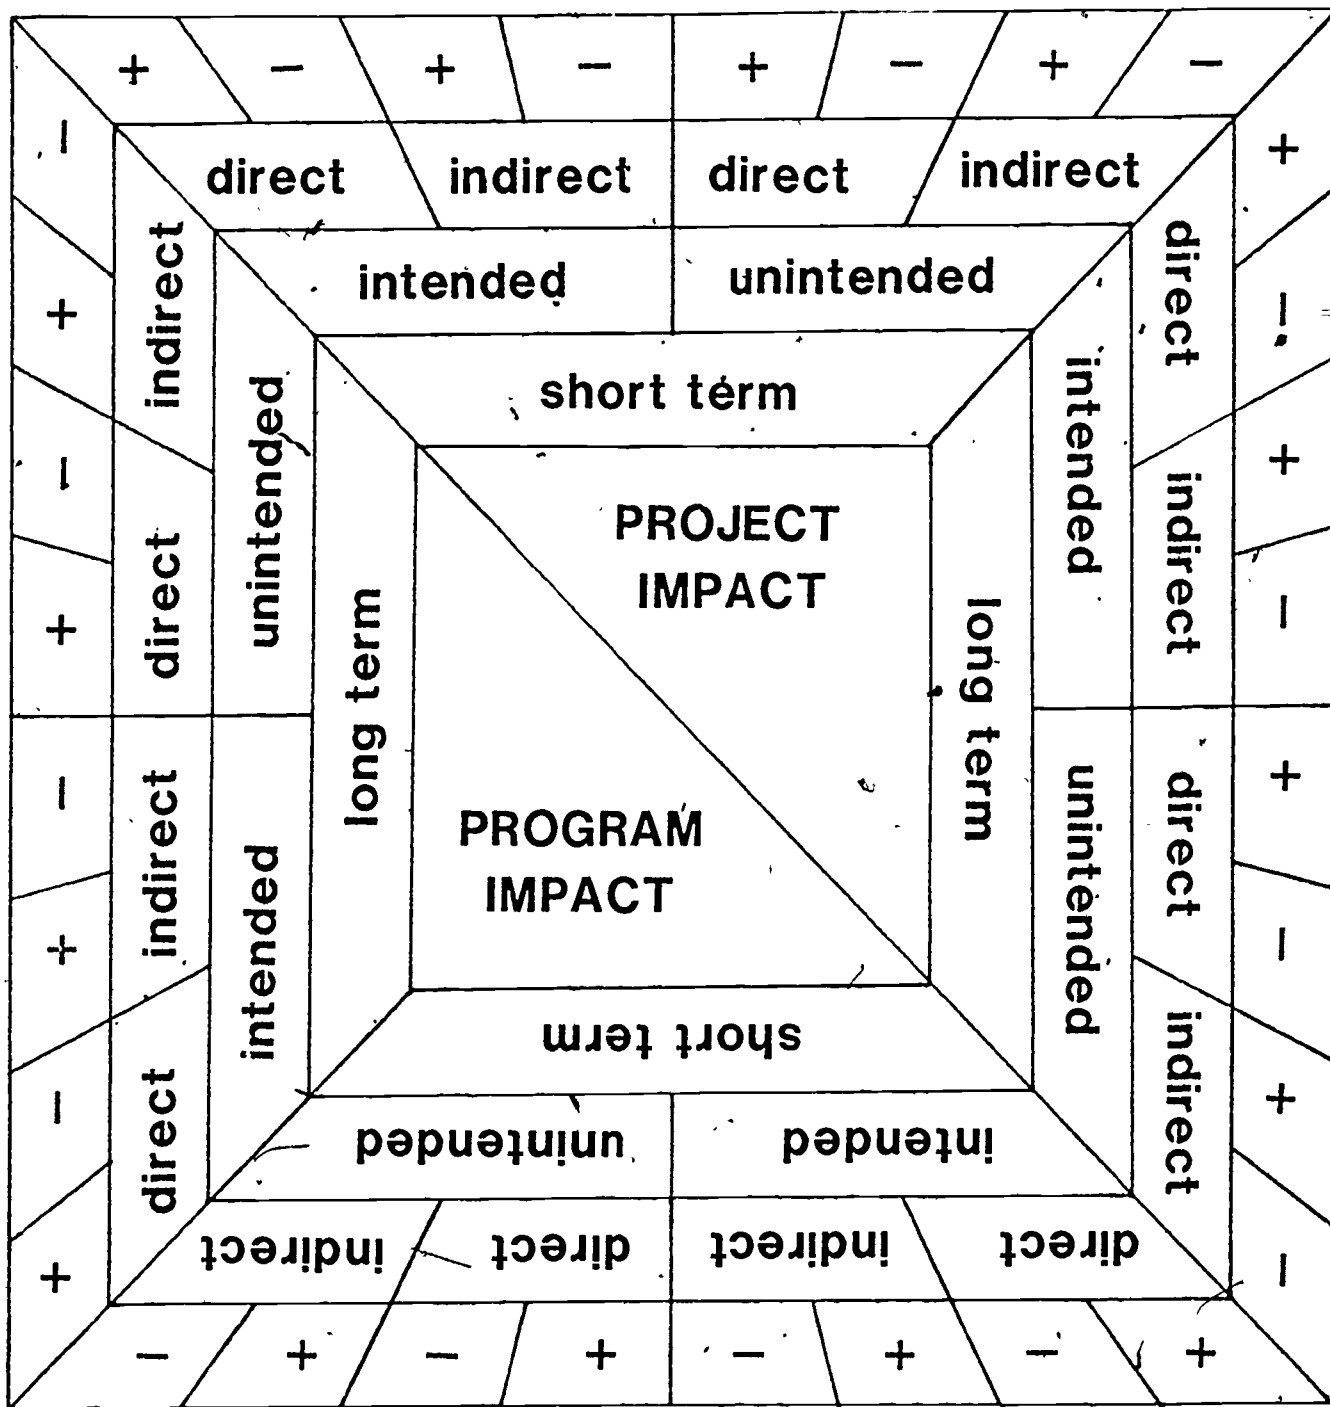 + − + − + − + −
direct indirect direct indirect
intended unintended
short term
PROJECT
IMPACT
long term
intended
unintended
direct
indirect
direct
indirect
+
−
+
−
+
−
+
−
PROGRAM
IMPACT
short term
intended unintended
direct indirect direct indirect
+ − + − + − + −
long term
intended
unintended
direct
indirect
direct
indirect
+
−
+
−
+
−
+
−